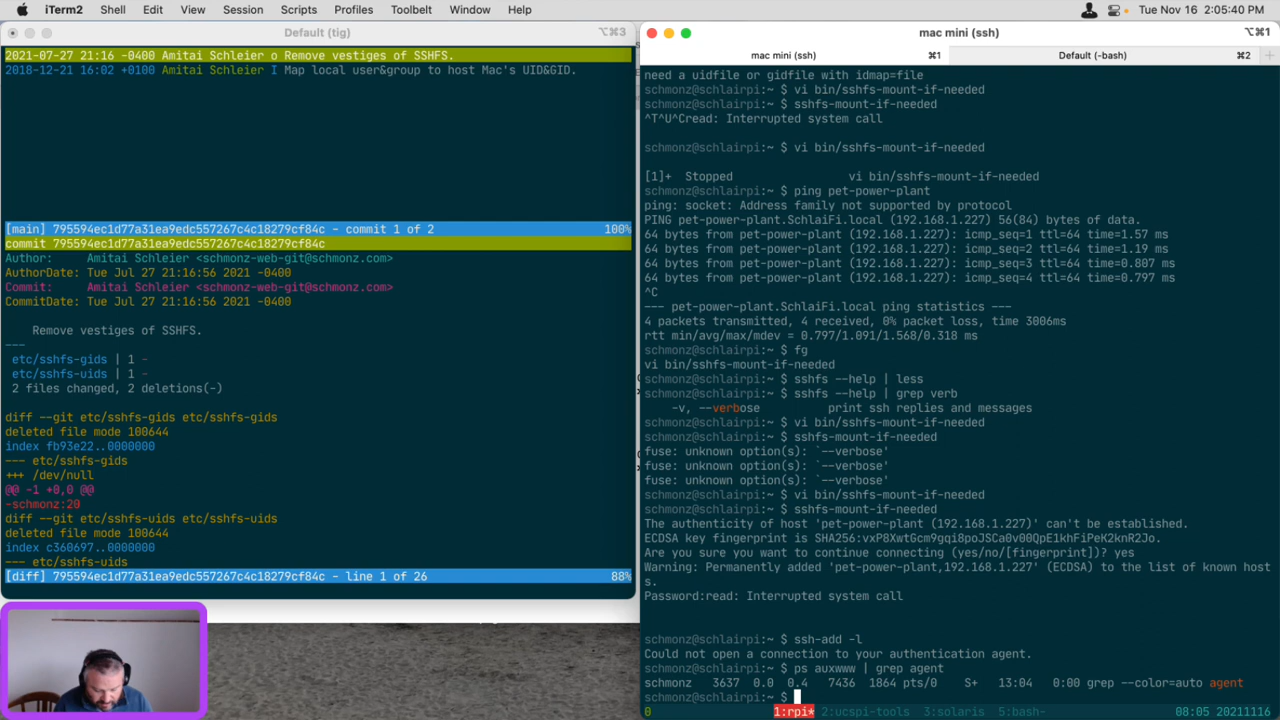 iTerm2 Shell Edit View Session Scripts Profiles Toolbelt Window Help Tue Nov 16 2:05:40 PM
Default (tig) ⌥⌘3
2021-07-27 21:16 -0400 Amitai Schleier o Remove vestiges of SSHFS.
2018-12-21 16:02 +0100 Amitai Schleier I Map local user&group to host Mac's UID&GID.
[main] 795594ec1d77a31ea9edc557267c4c18279cf84c - commit 1 of 2 100%
commit 795594ec1d77a31ea9edc557267c4c18279cf84c
Author: Amitai Schleier <schmonz-web-git@schmonz.com>
AuthorDate: Tue Jul 27 21:16:56 2021 -0400
Commit: Amitai Schleier <schmonz-web-git@schmonz.com>
CommitDate: Tue Jul 27 21:16:56 2021 -0400
Remove vestiges of SSHFS.
---
etc/sshfs-gids | 1 -
etc/sshfs-uids | 1 -
2 files changed, 2 deletions(-)
diff --git etc/sshfs-gids etc/sshfs-gids
deleted file mode 100644
index fb93e22..0000000
--- etc/sshfs-gids
+++ /dev/null
@@ -1 +0,0 @@
-schmonz:20
diff --git etc/sshfs-uids etc/sshfs-uids
deleted file mode 100644
index c360697..0000000
--- etc/sshfs-uids
[diff] 795594ec1d77a31ea9edc557267c4c18279cf84c - line 1 of 26 88%
mac mini (ssh) ⌥⌘1
mac mini (ssh) ⌘1 Default (-bash) ⌘2 +
need a uidfile or gidfile with idmap=file
schmonz@schlairpi:~ $ vi bin/sshfs-mount-if-needed
schmonz@schlairpi:~ $ sshfs-mount-if-needed
^T^U^Cread: Interrupted system call
schmonz@schlairpi:~ $ vi bin/sshfs-mount-if-needed
[1]+ Stopped vi bin/sshfs-mount-if-needed
schmonz@schlairpi:~ $ ping pet-power-plant
ping: socket: Address family not supported by protocol
PING pet-power-plant.SchlaiFi.local (192.168.1.227) 56(84) bytes of data.
64 bytes from pet-power-plant (192.168.1.227): icmp_seq=1 ttl=64 time=1.57 ms
64 bytes from pet-power-plant (192.168.1.227): icmp_seq=2 ttl=64 time=1.19 ms
64 bytes from pet-power-plant (192.168.1.227): icmp_seq=3 ttl=64 time=0.807 ms
64 bytes from pet-power-plant (192.168.1.227): icmp_seq=4 ttl=64 time=0.797 ms
^C
--- pet-power-plant.SchlaiFi.local ping statistics ---
4 packets transmitted, 4 received, 0% packet loss, time 3006ms
rtt min/avg/max/mdev = 0.797/1.091/1.568/0.318 ms
schmonz@schlairpi:~ $ fg
vi bin/sshfs-mount-if-needed
schmonz@schlairpi:~ $ sshfs --help | less
schmonz@schlairpi:~ $ sshfs --help | grep verb
-v, --verbose print ssh replies and messages
schmonz@schlairpi:~ $ vi bin/sshfs-mount-if-needed
schmonz@schlairpi:~ $ sshfs-mount-if-needed
fuse: unknown option(s): `--verbose'
fuse: unknown option(s): `--verbose'
fuse: unknown option(s): `--verbose'
schmonz@schlairpi:~ $ vi bin/sshfs-mount-if-needed
schmonz@schlairpi:~ $ sshfs-mount-if-needed
The authenticity of host 'pet-power-plant (192.168.1.227)' can't be established.
ECDSA key fingerprint is SHA256:vxP8XwtGcm9gqi8poJSCa0v00QpE1khFiPeK2knR2Jo.
Are you sure you want to continue connecting (yes/no/[fingerprint])? yes
Warning: Permanently added 'pet-power-plant,192.168.1.227' (ECDSA) to the list of known host
s.
Password:read: Interrupted system call
schmonz@schlairpi:~ $ ssh-add -l
Could not open a connection to your authentication agent.
schmonz@schlairpi:~ $ ps auxwww | grep agent
schmonz 3637 0.0 0.4 7436 1864 pts/0 S+ 13:04 0:00 grep --color=auto agent
schmonz@schlairpi:~ $
0 1:rpi* 2:ucspi-tools 3:solaris 5:bash- 08:05 20211116